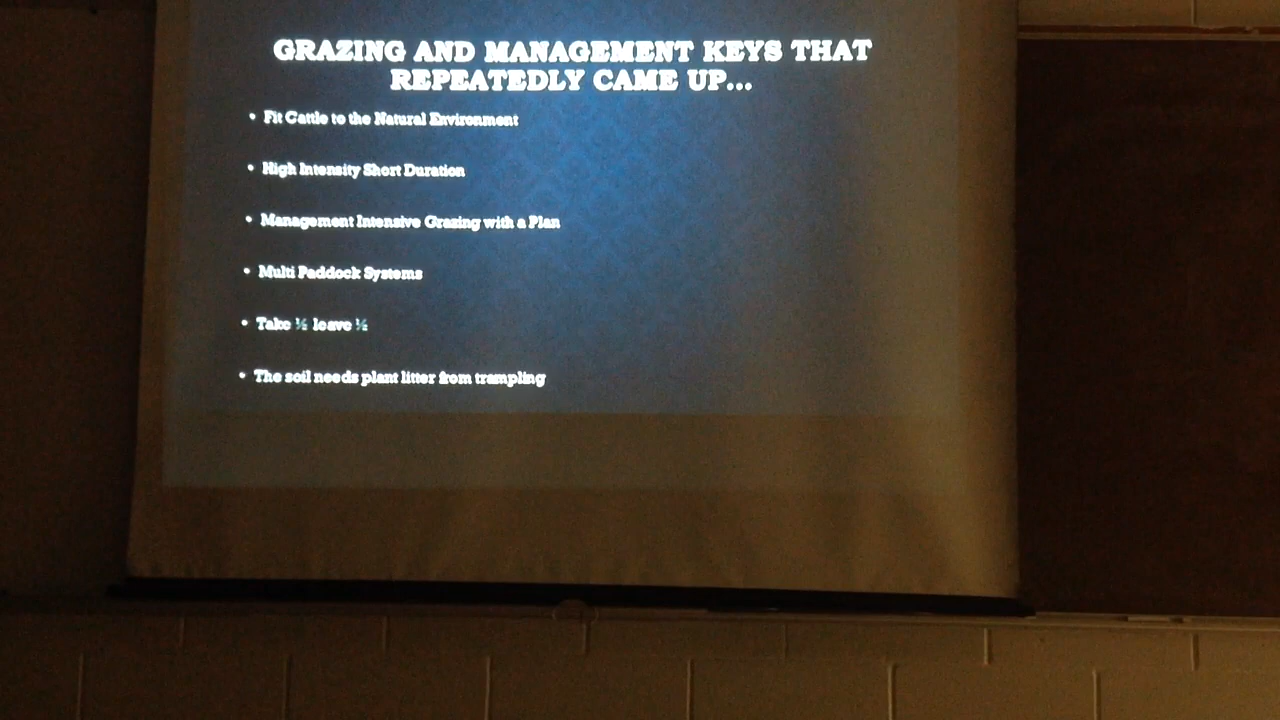 GRAZING AND MANAGEMENT KEYS THAT
REPEATEDLY CAME UP...
• Fit Cattle to the Natural Environment
• High Intensity Short Duration
• Management Intensive Grazing with a Plan
• Multi Paddock Systems
• Take ½ leave ½
• The soil needs plant litter from trampling